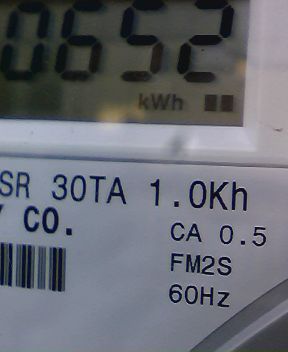 0652
kWh
SR 30TA 1.0Kh
Y CO.
CA 0.5
FM2S
60Hz